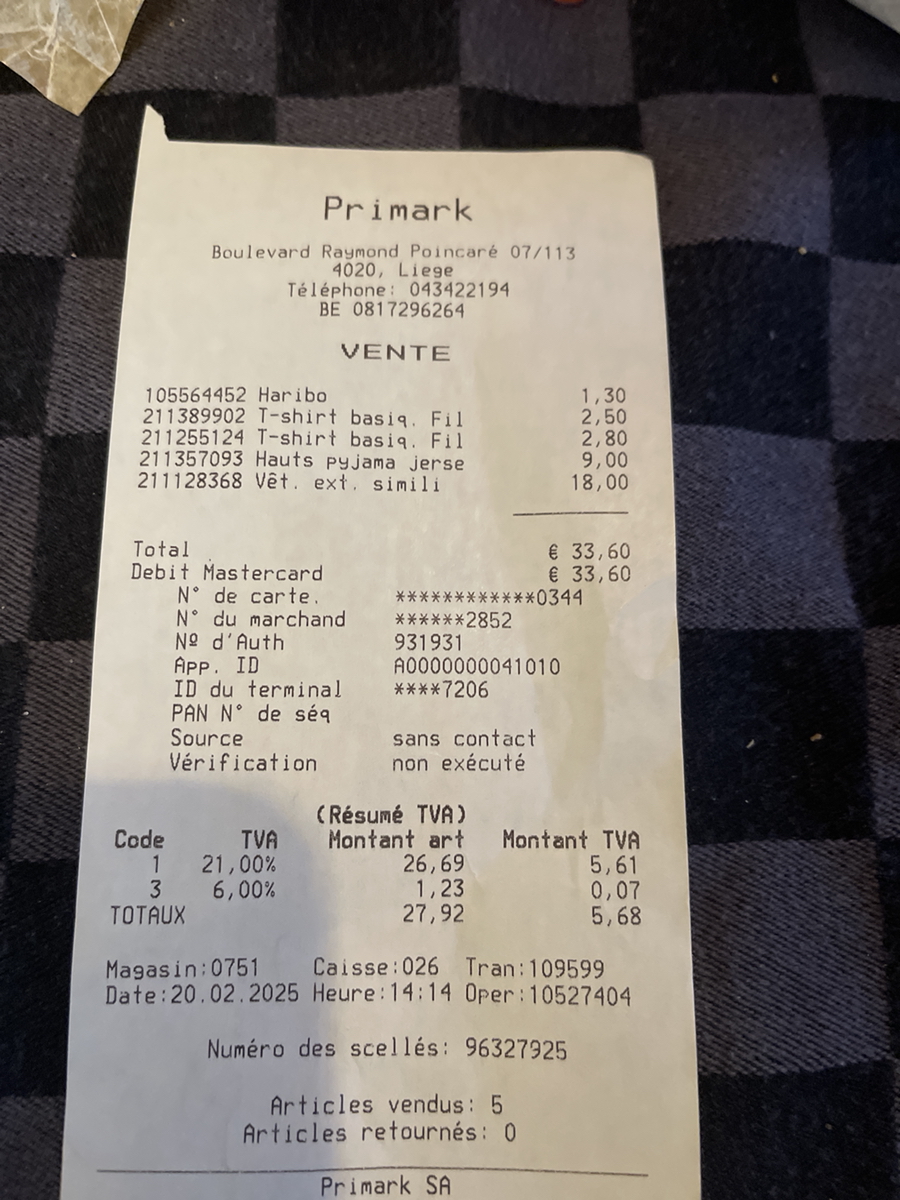 Primark
Boulevard Raymond Poincaré 07/113
4020, Liege
Téléphone: 043422194
BE 0817296264
VENTE
105564452 Haribo 1,30
211389902 T-shirt basiq. Fil 2,50
211255124 T-shirt basiq. Fil 2,80
211357093 Hauts pyjama jerse 9,00
211128368 Vêt. ext. simili 18,00
Total € 33,60
Debit Mastercard € 33,60
N° de carte. ************0344
N° du marchand ******2852
Nº d'Auth 931931
App. ID A0000000041010
ID du terminal ****7206
PAN N° de séq
Source sans contact
Vérification non exécuté
(Résumé TVA)
Code TVA Montant art Montant TVA
1 21,00% 26,69 5,61
3 6,00% 1,23 0,07
TOTAUX 27,92 5,68
Magasin:0751 Caisse:026 Tran:109599
Date:20.02.2025 Heure:14:14 Oper:10527404
Numéro des scellés: 96327925
Articles vendus: 5
Articles retournés: 0
Primark SA